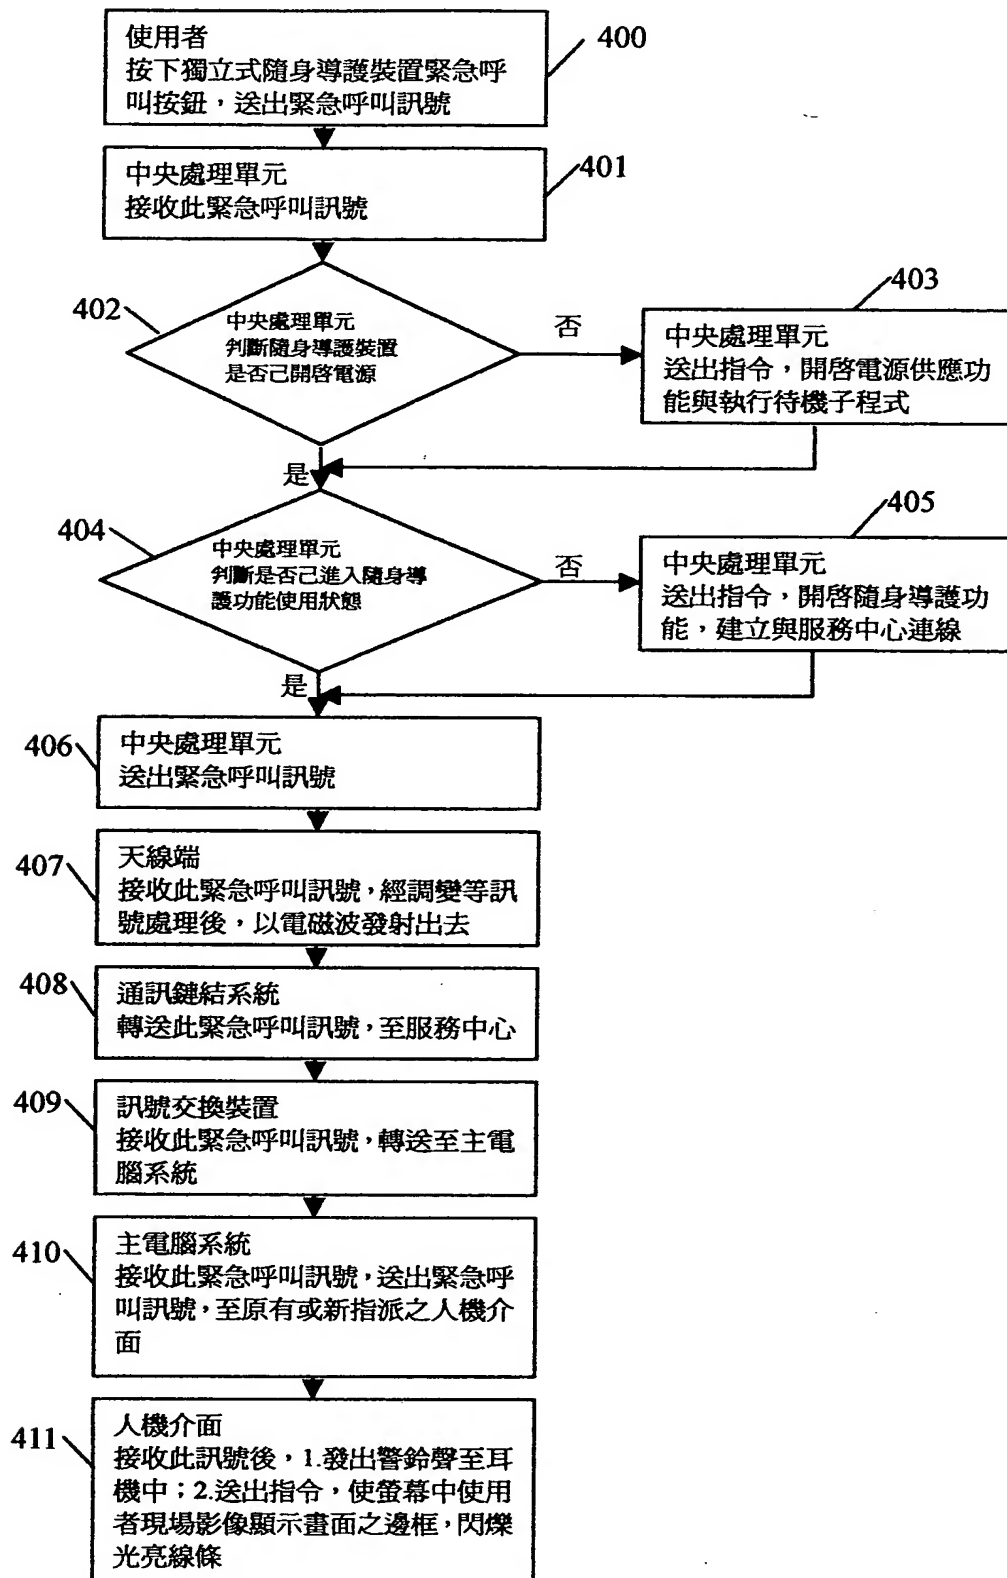 使用者
按下獨立式隨身導護裝置緊急呼
叫按鈕，送出緊急呼叫訊號
400
中央處理單元
接收此緊急呼叫訊號
401
中央處理單元
判斷隨身導護裝置
是否己開啓電源
402
否
403
中央處理單元
送出指令，開啓電源供應功
能與執行待機子程式
是
404
中央處理單元
判斷是否己進入隨身導
護功能使用狀態
否
405
中央處理單元
送出指令，開啓隨身導護功
能，建立與服務中心連線
是
406
中央處理單元
送出緊急呼叫訊號
407
天線端
接收此緊急呼叫訊號，經調變等訊
號處理後，以電磁波發射出去
408
通訊鏈結系統
轉送此緊急呼叫訊號，至服務中心
409
訊號交換裝置
接收此緊急呼叫訊號，轉送至主電
腦系統
410
主電腦系統
接收此緊急呼叫訊號，送出緊急呼
叫訊號，至原有或新指派之人機介
面
411
人機介面
接收此訊號後，1.發出警鈴聲至耳
機中；2.送出指令，使螢幕中使用
者現場影像顯示畫面之邊框，閃爍
光亮線條